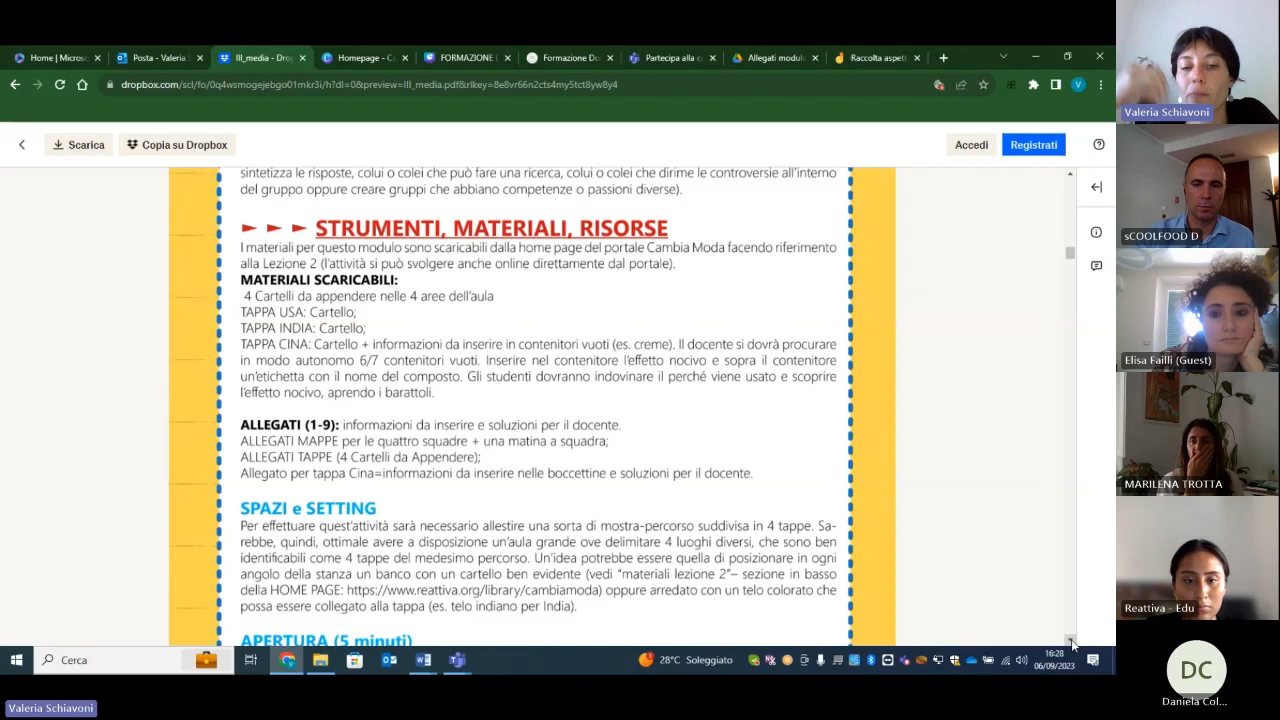 Home | Microso
Posta - Valeria S
III_media - Dro
Homepage - Ca
FORMAZIONE D
Formazione Do
Partecipa alla c
Allegati modulo
Raccolta aspett
dropbox.com/scl/fo/0q4wsmogejebgo01mkr3i/h?dl=0&preview=III_media.pdf&rlkey=8e8vr66n2cts4my5tct8yw8y4
V
Scarica
Copia su Dropbox
Accedi
Registrati
sintetizza le risposte, colui o colei che può fare una ricerca, colui o colei che dirime le controversie all'interno
del gruppo oppure creare gruppi che abbiano competenze o passioni diverse).
STRUMENTI, MATERIALI, RISORSE
I materiali per questo modulo sono scaricabili dalla home page del portale Cambia Moda facendo riferimento
alla Lezione 2 (l'attività si può svolgere anche online direttamente dal portale).
MATERIALI SCARICABILI:
4 Cartelli da appendere nelle 4 aree dell'aula
TAPPA USA: Cartello;
TAPPA INDIA: Cartello;
TAPPA CINA: Cartello + informazioni da inserire in contenitori vuoti (es. creme). Il docente si dovrà procurare
in modo autonomo 6/7 contenitori vuoti. Inserire nel contenitore l'effetto nocivo e sopra il contenitore
un'etichetta con il nome del composto. Gli studenti dovranno indovinare il perché viene usato e scoprire
l'effetto nocivo, aprendo i barattoli.
ALLEGATI (1-9): informazioni da inserire e soluzioni per il docente.
ALLEGATI MAPPE per le quattro squadre + una matina a squadra;
ALLEGATI TAPPE (4 Cartelli da Appendere);
Allegato per tappa Cina=informazioni da inserire nelle boccettine e soluzioni per il docente.
SPAZI e SETTING
Per effettuare quest'attività sarà necessario allestire una sorta di mostra-percorso suddivisa in 4 tappe. Sa-
rebbe, quindi, ottimale avere a disposizione un'aula grande ove delimitare 4 luoghi diversi, che sono ben
identificabili come 4 tappe del medesimo percorso. Un'idea potrebbe essere quella di posizionare in ogni
angolo della stanza un banco con un cartello ben evidente (vedi "materiali lezione 2"– sezione in basso
della HOME PAGE: https://www.reattiva.org/library/cambiamoda) oppure arredato con un telo colorato che
possa essere collegato alla tappa (es. telo indiano per India).
APERTURA (5 minuti)
Cerca
28°C Soleggiato
16:28
06/09/2023
Valeria Schiavoni
Valeria Schiavoni
sCOOLFOOD D
Elisa Failli (Guest)
MARILENA TROTTA
Reattiva - Edu
DC
Daniela Col...